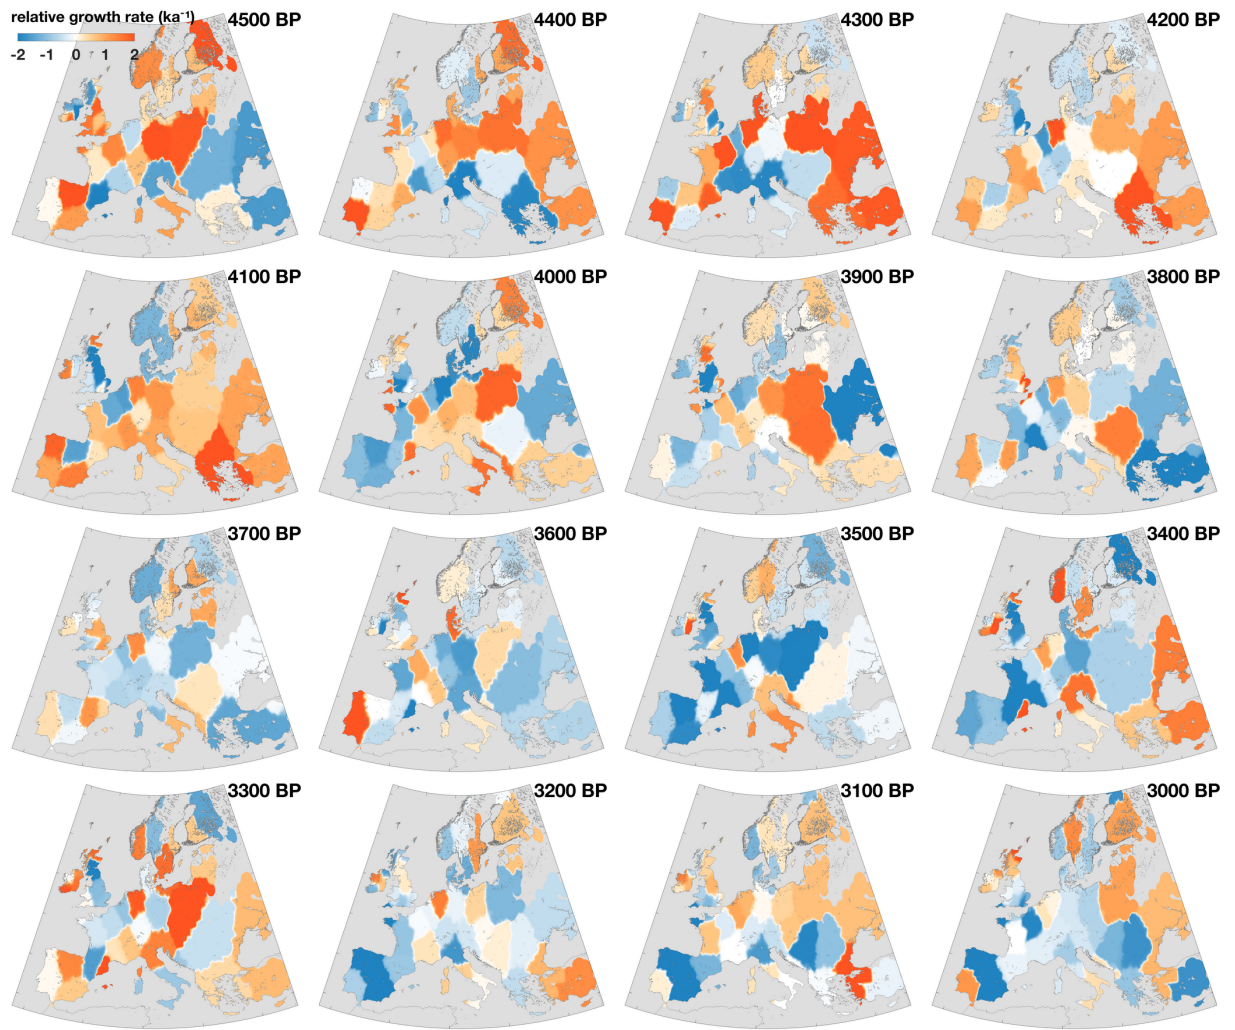 relative growth rate (ka⁻¹)
-2 -1 0 1 2
4500 BP
4400 BP
4300 BP
4200 BP
4100 BP
4000 BP
3900 BP
3800 BP
3700 BP
3600 BP
3500 BP
3400 BP
3300 BP
3200 BP
3100 BP
3000 BP